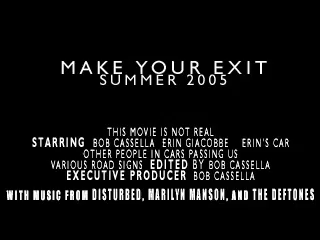 MAKE YOUR EXIT
SUMMER 2005
THIS MOVIE IS NOT REAL
STARRING BOB CASSELLA ERIN GIACOBBE ERIN'S CAR
OTHER PEOPLE IN CARS PASSING US
VARIOUS ROAD SIGNS EDITED BY BOB CASSELLA
EXECUTIVE PRODUCER BOB CASSELLA
WITH MUSIC FROM DISTURBED, MARILYN MANSON, AND THE DEFTONES